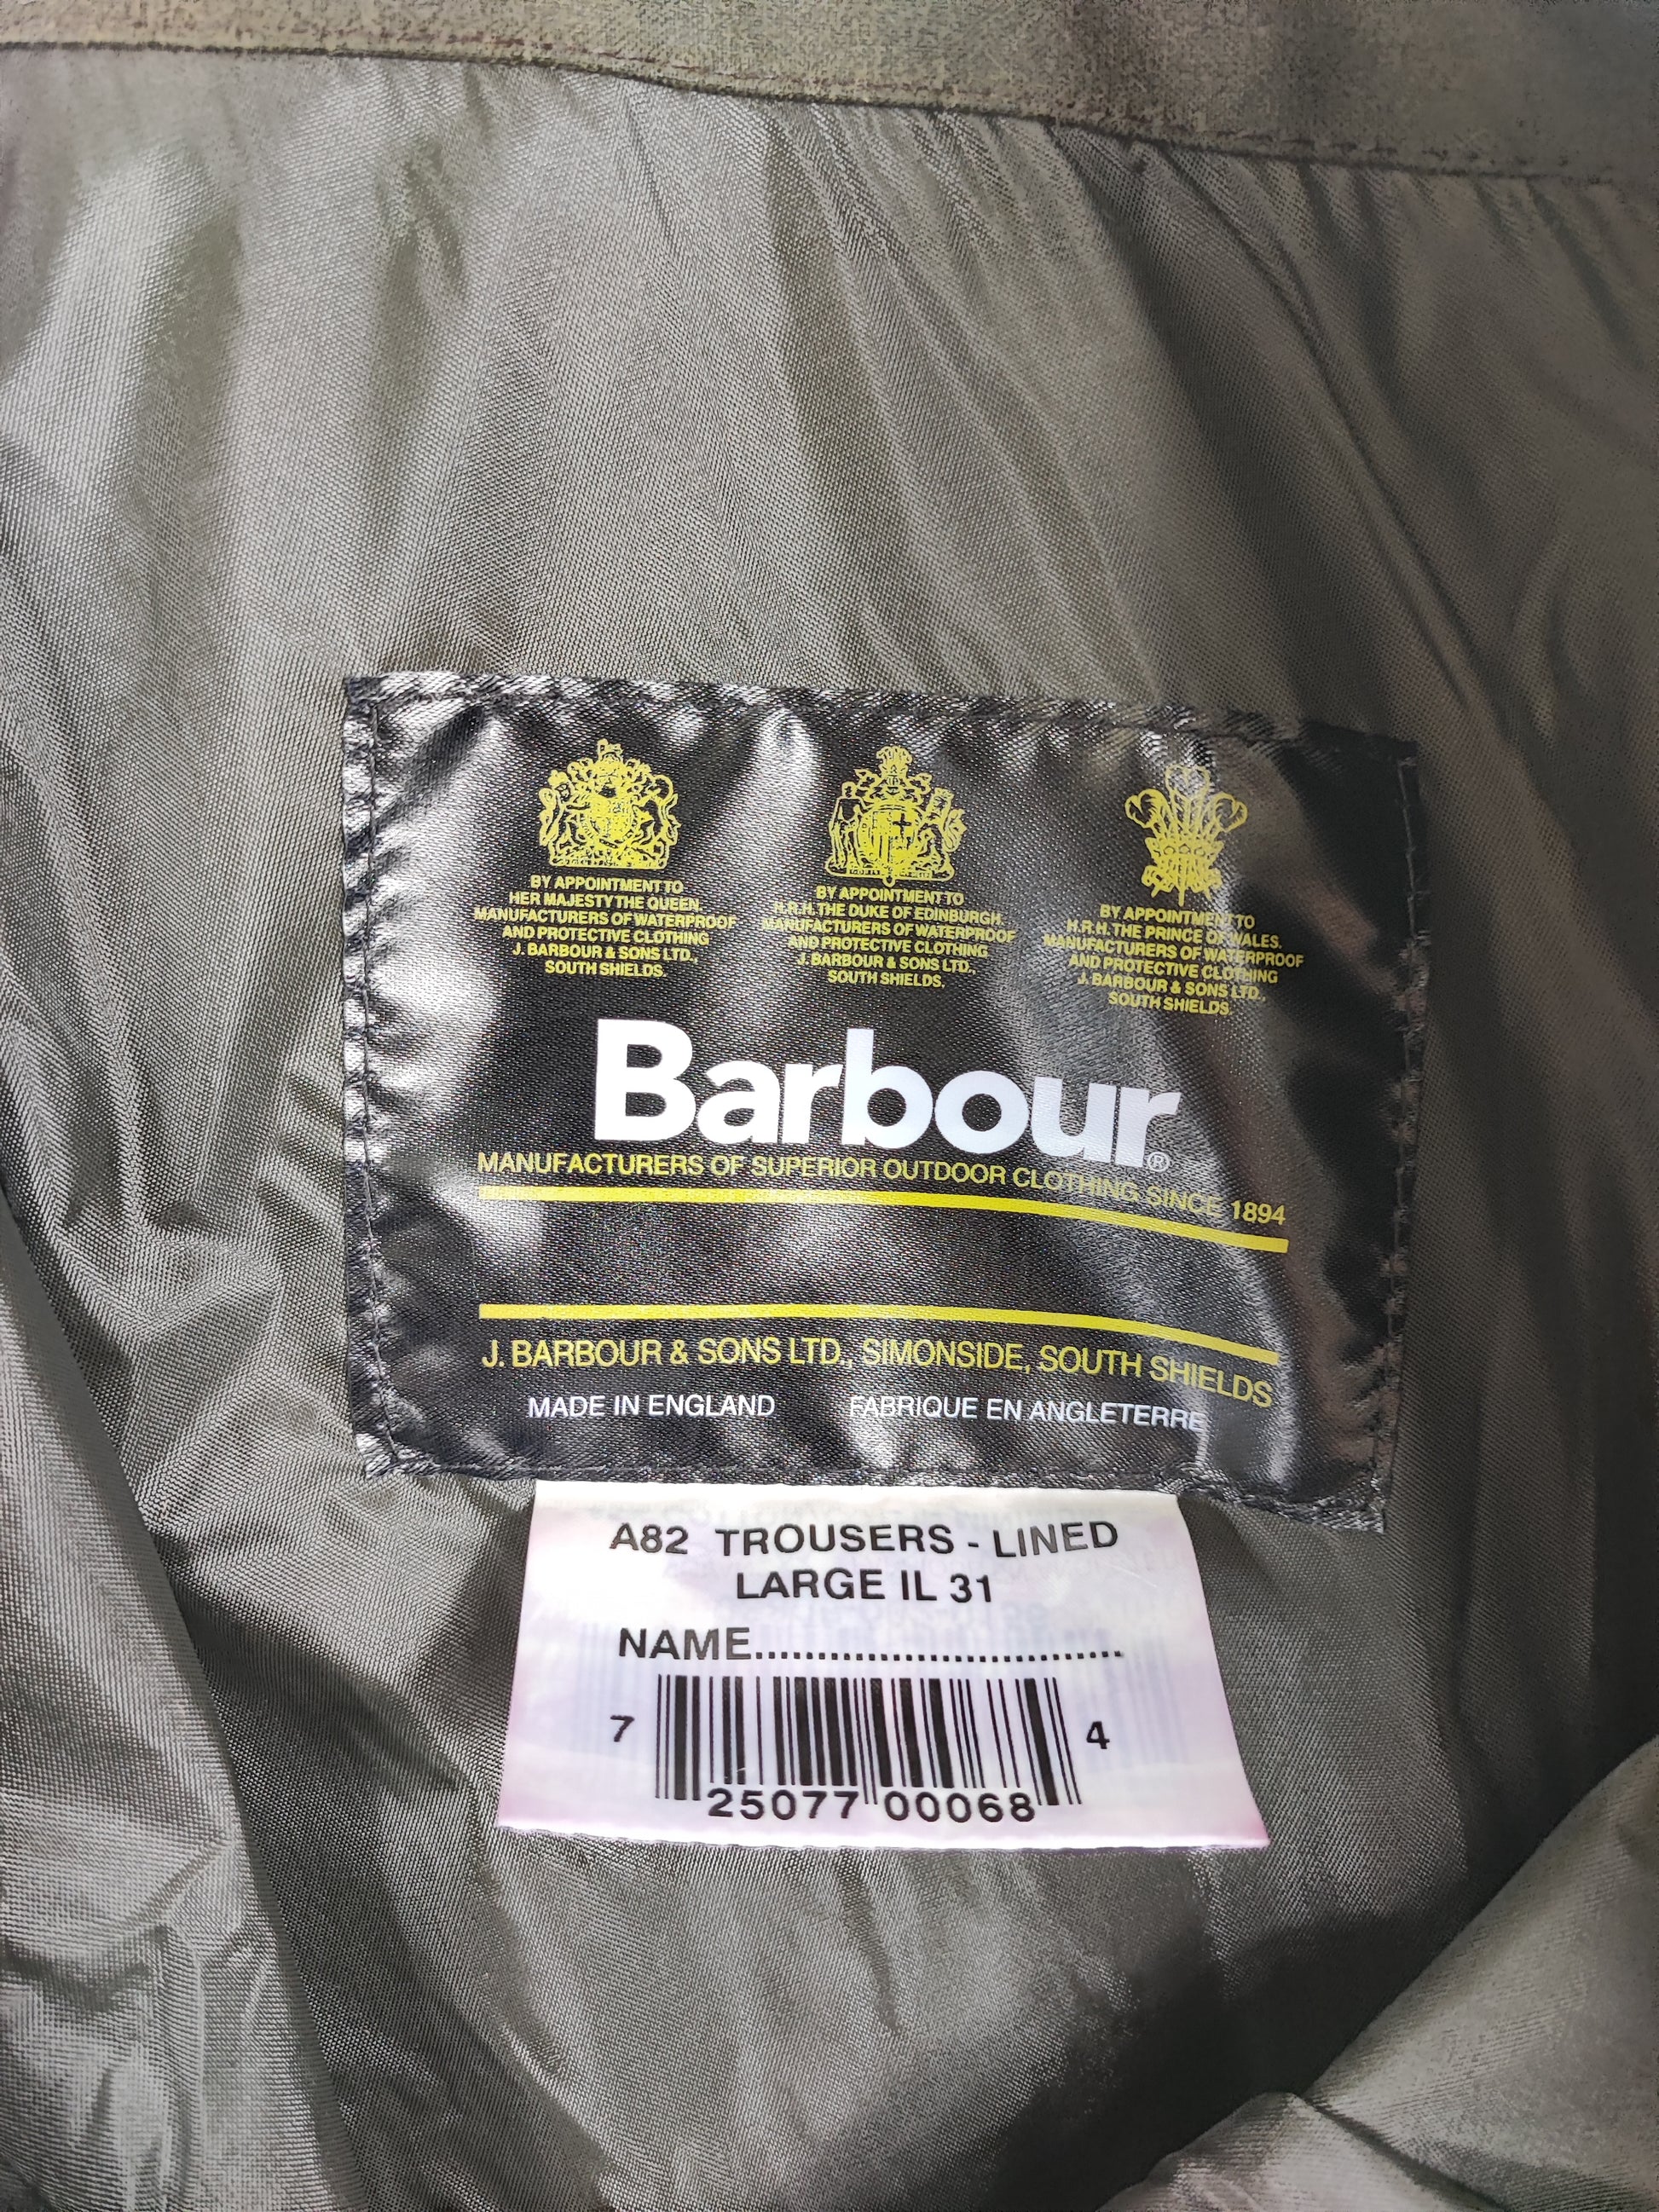 BY APPOINTMENT TO
HER MAJESTY THE QUEEN.
MANUFACTURERS OF WATERPROOF
AND PROTECTIVE CLOTHING
J. BARBOUR & SONS LTD.,
SOUTH SHIELDS.
BY APPOINTMENT TO
H.R.H. THE DUKE OF EDINBURGH.
MANUFACTURERS OF WATERPROOF
AND PROTECTIVE CLOTHING
J. BARBOUR & SONS LTD.,
SOUTH SHIELDS.
BY APPOINTMENT TO
H.R.H. THE PRINCE OF WALES.
MANUFACTURERS OF WATERPROOF
AND PROTECTIVE CLOTHING
J. BARBOUR & SONS LTD.,
SOUTH SHIELDS.
Barbour®
MANUFACTURERS OF SUPERIOR OUTDOOR CLOTHING SINCE 1894
J. BARBOUR & SONS LTD., SIMONSIDE, SOUTH SHIELDS
MADE IN ENGLAND FABRIQUE EN ANGLETERRE
A82 TROUSERS - LINED
LARGE IL 31
NAME..............................
7 25077 00068 4